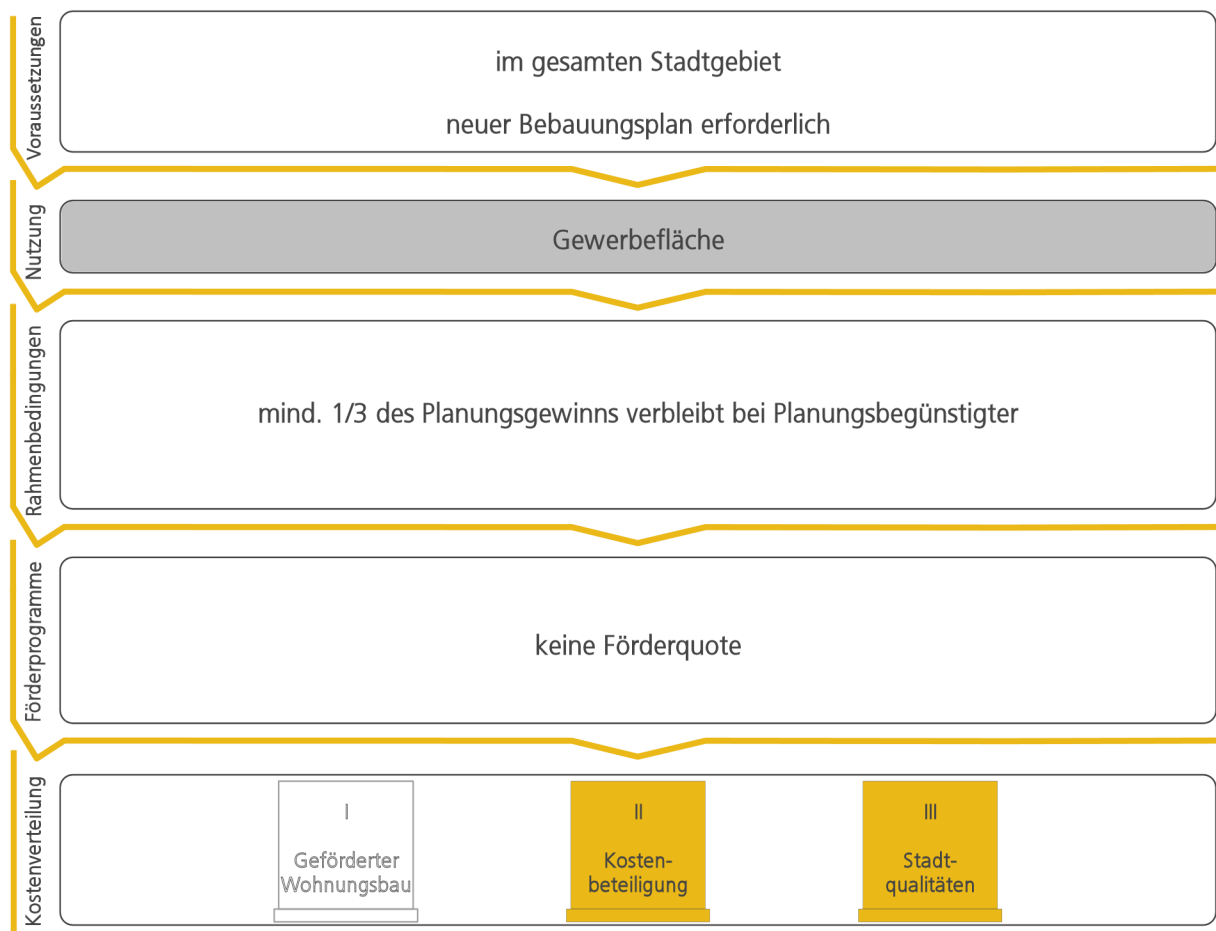 Voraussetzungen
im gesamten Stadtgebiet
neuer Bebauungsplan erforderlich
Nutzung
Gewerbefläche
Rahmenbedingungen
mind. 1/3 des Planungsgewinns verbleibt bei Planungsbegünstigter
Förderprogramme
keine Förderquote
Kostenverteilung
I
Geförderter
Wohnungsbau
II
Kosten-
beteiligung
III
Stadt-
qualitäten